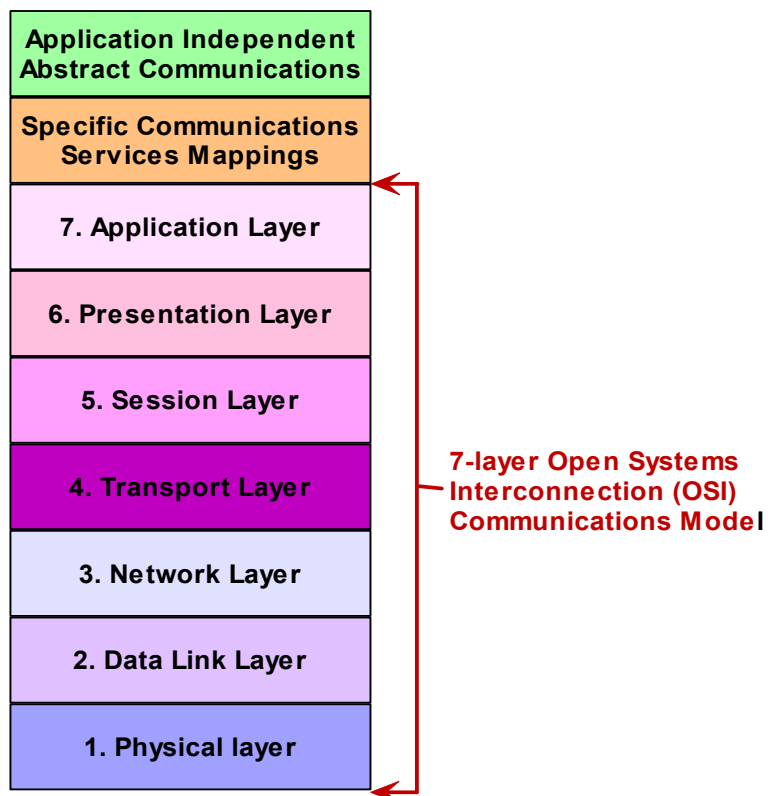 Application Independent
Abstract Communications
Specific Communications
Services Mappings
7. Application Layer
6. Presentation Layer
5. Session Layer
4. Transport Layer
3. Network Layer
2. Data Link Layer
1. Physical layer
7-layer Open Systems
Interconnection (OSI)
Communications Model